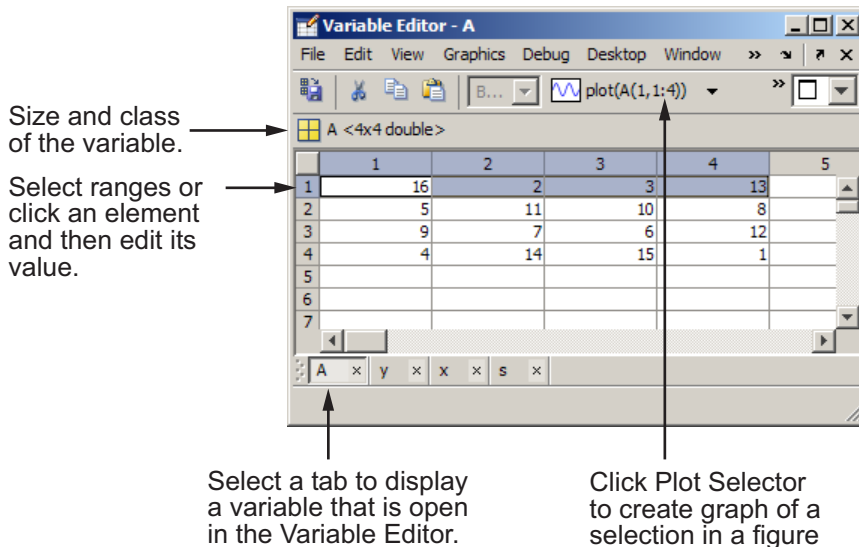 Variable Editor - A
File Edit View Graphics Debug Desktop Window »
B... plot(A(1,1:4)) »
A <4x4 double>
1 2 3 4 5
1 16 2 3 13
2 5 11 10 8
3 9 7 6 12
4 4 14 15 1
5
6
7
A × y × x × s ×
Size and class
of the variable.
Select ranges or
click an element
and then edit its
value.
Select a tab to display
a variable that is open
in the Variable Editor.
Click Plot Selector
to create graph of a
selection in a figure